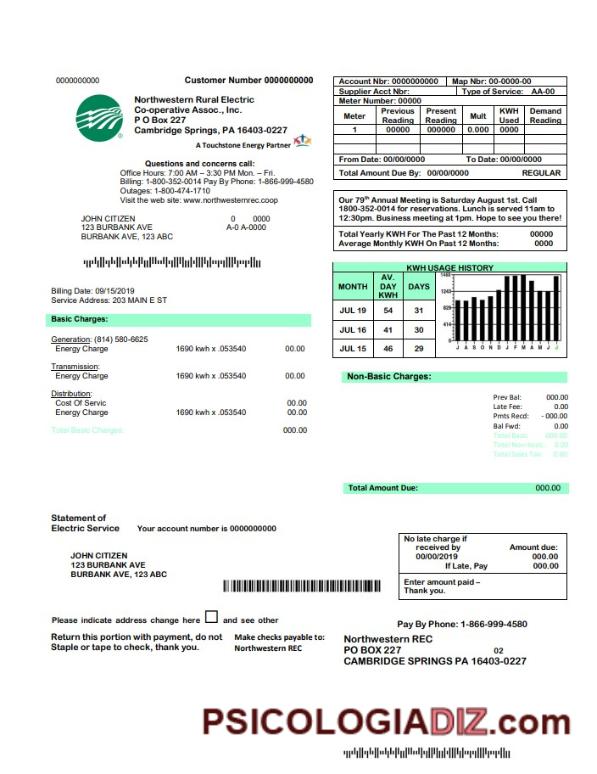 0000000000
Customer Number 0000000000
Northwestern Rural Electric
Co-operative Assoc., Inc.
P O Box 227
Cambridge Springs, PA 16403-0227
A Touchstone Energy Partner
Questions and concerns call:
Office Hours: 7:00 AM – 3:30 PM Mon. – Fri.
Billing: 1-800-352-0014 Pay By Phone: 1-866-999-4580
Outages: 1-800-474-1710
Visit the web site: www.northwesternrec.coop
JOHN CITIZEN 0 0000
123 BURBANK AVE A-0 A-0000
BURBANK AVE, 123 ABC
Billing Date: 09/15/2019
Service Address: 203 MAIN E ST
Basic Charges:
Generation: (814) 580-6625
Energy Charge 1690 kwh x .053540 00.00
Transmission:
Energy Charge 1690 kwh x .053540 00.00
Distribution:
Cost Of Servic 00.00
Energy Charge 1690 kwh x .053540 00.00
Total Basic Charges: 000.00
Account Nbr: 0000000000 Map Nbr: 00-0000-00
Supplier Acct Nbr: Type of Service: AA-00
Meter Number: 00000
Meter Previous Reading Present Reading Mult KWH Used Demand Reading
1 00000 000000 0.000 0000
From Date: 00/00/0000 To Date: 00/00/0000
Total Amount Due By: 00/00/0000 REGULAR
Our 79th Annual Meeting is Saturday August 1st. Call
1800-352-0014 for reservations. Lunch is served 11am to
12:30pm. Business meeting at 1pm. Hope to see you there!
Total Yearly KWH For The Past 12 Months: 00000
Average Monthly KWH On Past 12 Months: 0000
KWH USAGE HISTORY
MONTH AV. DAY KWH DAYS
JUL 19 54 31
JUL 16 41 30
JUL 15 46 29
1243
829
414
0
J A S O N D J F M A M J J
Non-Basic Charges:
Prev Bal: 000.00
Late Fee: 0.00
Pmts Recd: - 000.00
Bal Fwd: 0.00
Total Basic 000.00
Total Non-basic: 0.00
Total Sales Tax 0.00
Total Amount Due: 000.00
Statement of
Electric Service Your account number is 0000000000
JOHN CITIZEN
123 BURBANK AVE
BURBANK AVE, 123 ABC
No late charge if
received by Amount due:
00/00/2019 000.00
If Late, Pay 000.00
Enter amount paid –
Thank you.
Please indicate address change here and see other
Return this portion with payment, do not
Staple or tape to check, thank you.
Make checks payable to:
Northwestern REC
Pay By Phone: 1-866-999-4580
Northwestern REC
PO BOX 227 02
CAMBRIDGE SPRINGS PA 16403-0227
PSICOLOGIADIZ.com